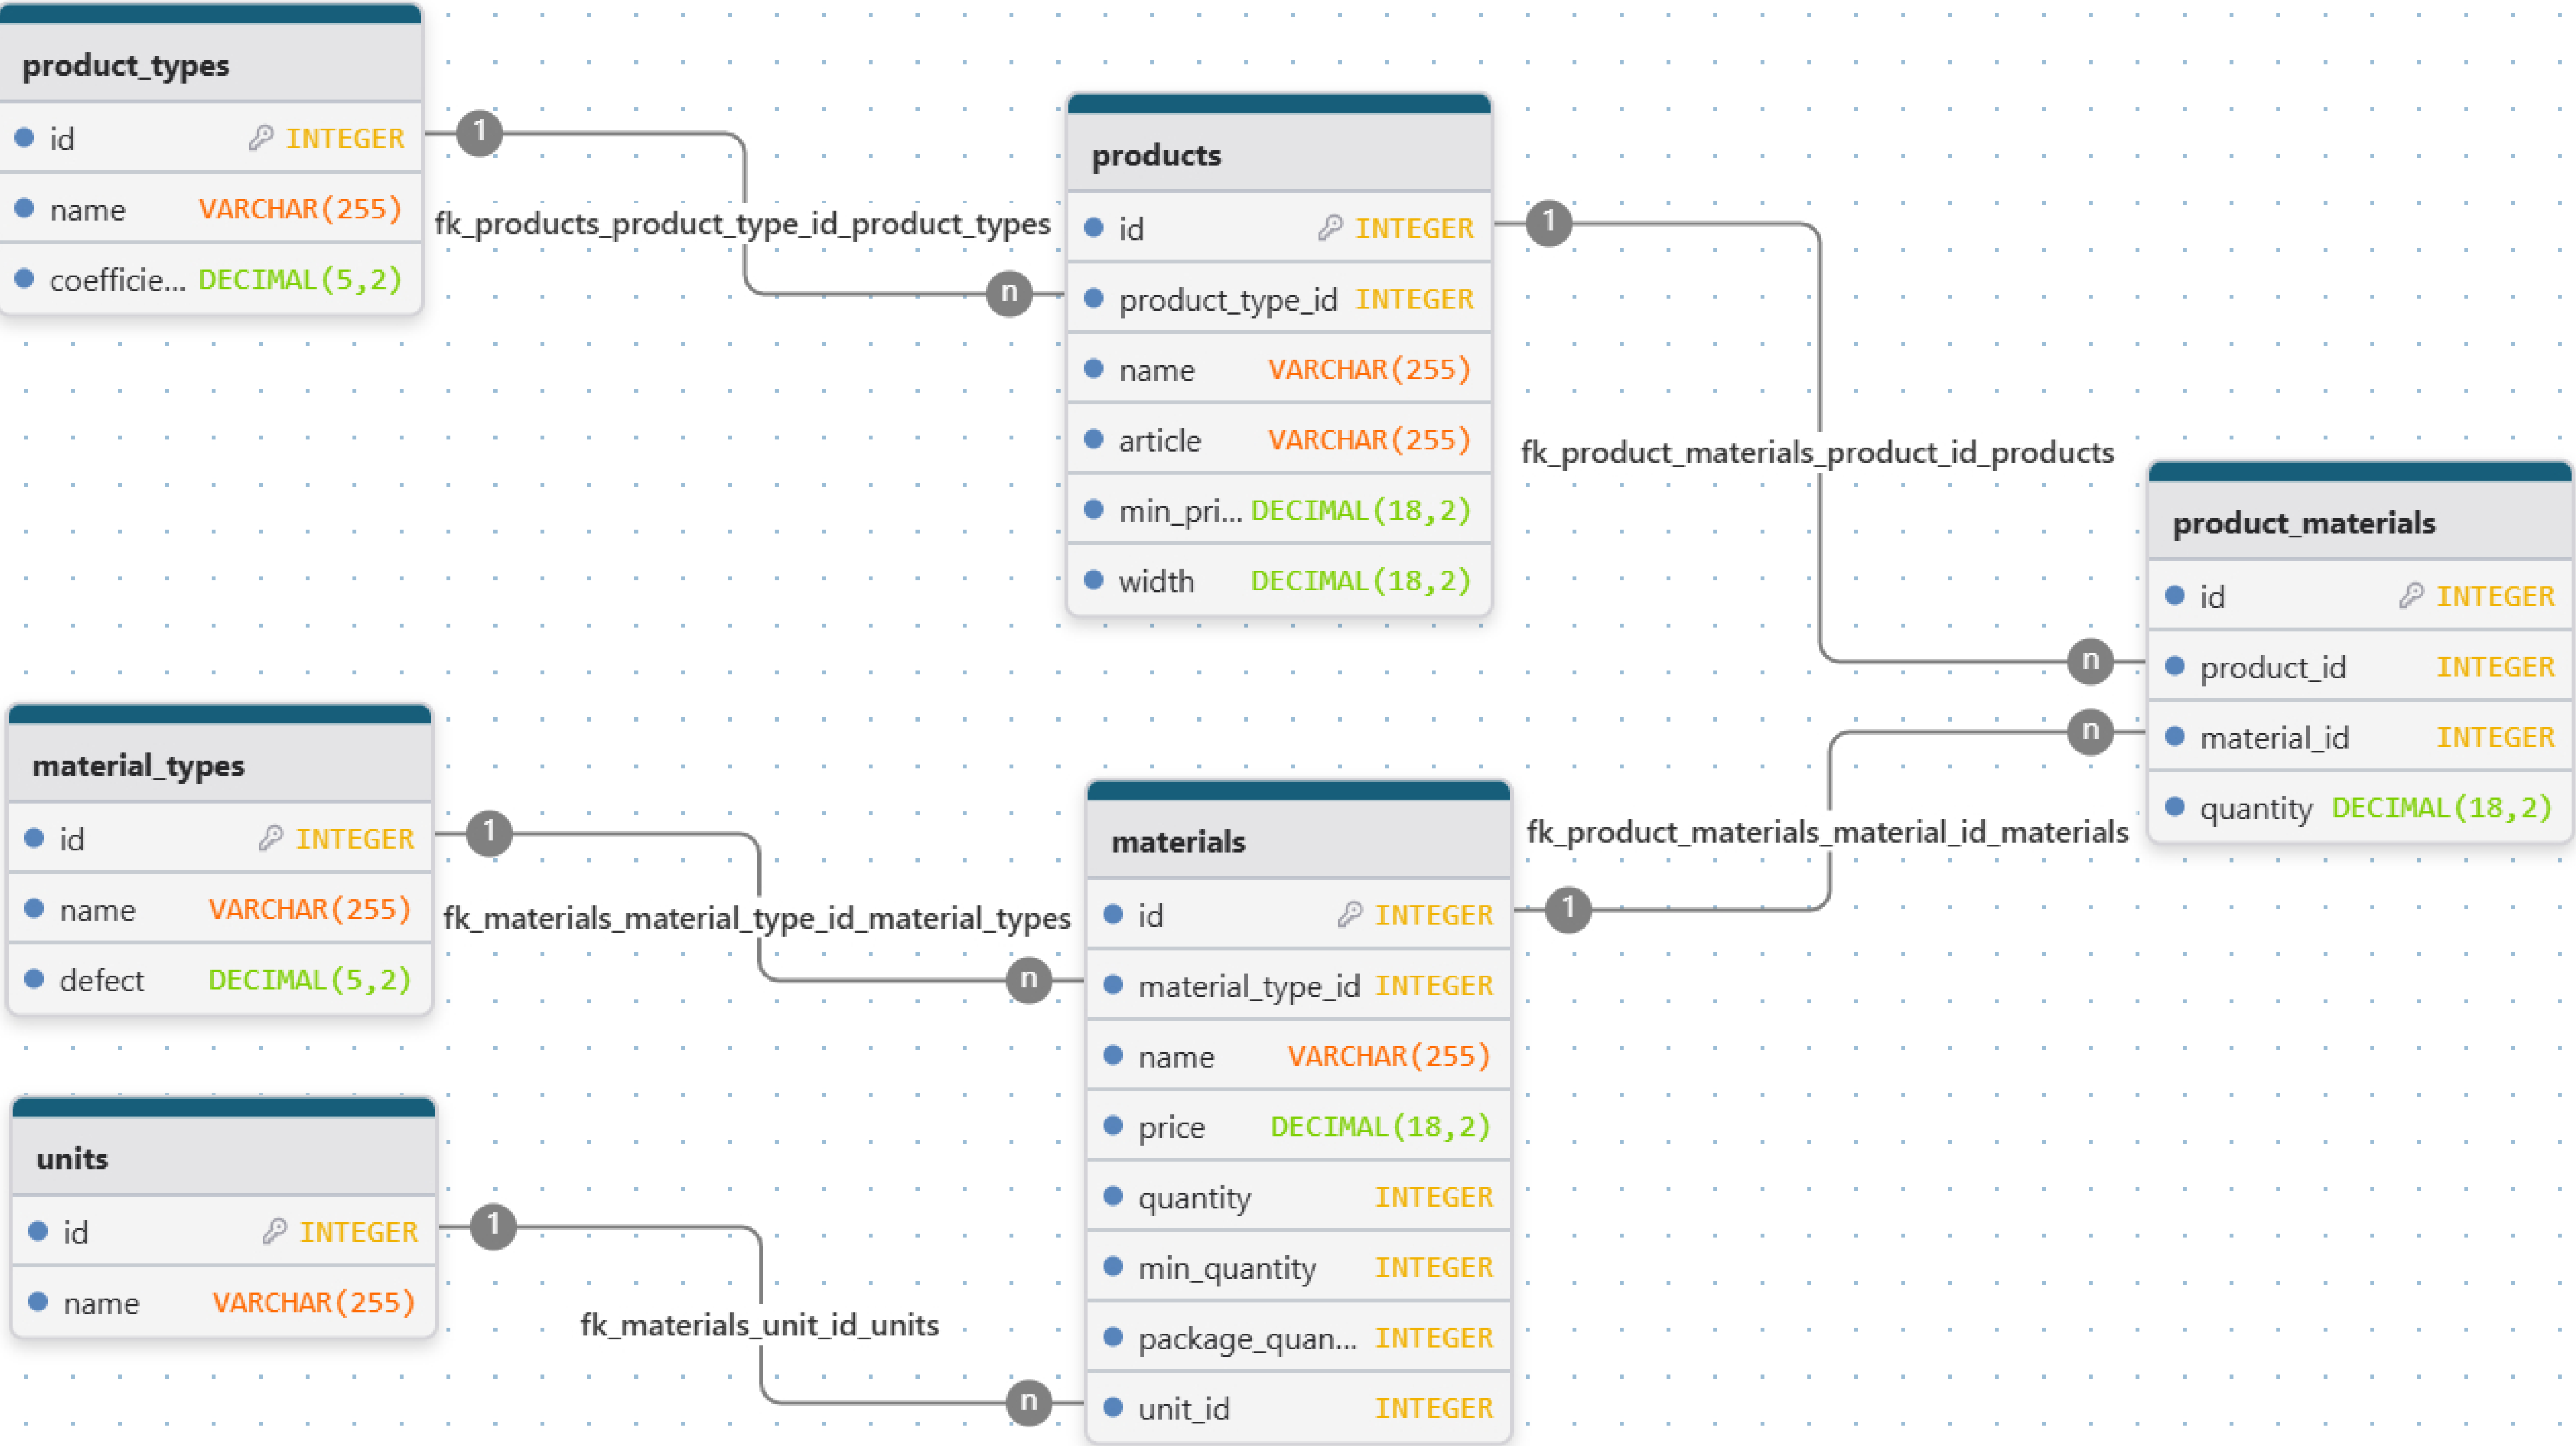 product_types
id INTEGER
name VARCHAR(255)
coefficie... DECIMAL(5,2)
1
fk_products_product_type_id_product_types
n
products
id INTEGER
product_type_id INTEGER
name VARCHAR(255)
article VARCHAR(255)
min_pri... DECIMAL(18,2)
width DECIMAL(18,2)
1
fk_product_materials_product_id_products
n
product_materials
id INTEGER
product_id INTEGER
material_id INTEGER
quantity DECIMAL(18,2)
material_types
id INTEGER
name VARCHAR(255)
defect DECIMAL(5,2)
1
fk_materials_material_type_id_material_types
n
materials
id INTEGER
material_type_id INTEGER
name VARCHAR(255)
price DECIMAL(18,2)
quantity INTEGER
min_quantity INTEGER
package_quan... INTEGER
unit_id INTEGER
1
fk_product_materials_material_id_materials
n
units
id INTEGER
name VARCHAR(255)
1
fk_materials_unit_id_units
n